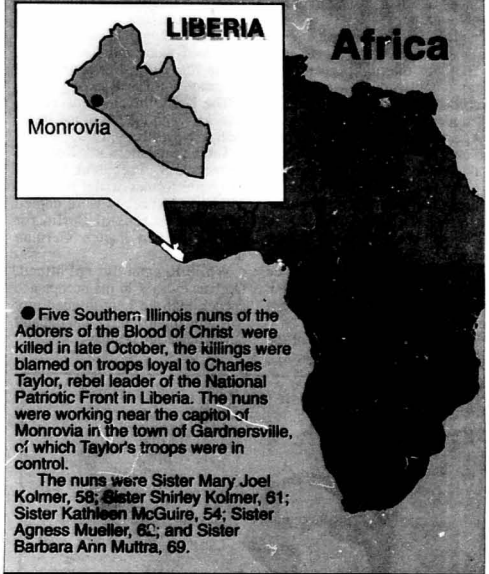 LIBERIA
Africa
Monrovia
● Five Southern Illinois nuns of the
Adorers of the Blood of Christ were
killed in late October, the killings were
blamed on troops loyal to Charles
Taylor, rebel leader of the National
Patriotic Front in Liberia. The nuns
were working near the capitol of
Monrovia in the town of Gardnersville,
of which Taylor's troops were in
control.
The nuns were Sister Mary Joel
Kolmer, 58; Sister Shirley Kolmer, 61;
Sister Kathleen McGuire, 54; Sister
Agness Mueller, 62; and Sister
Barbara Ann Muttra, 69.